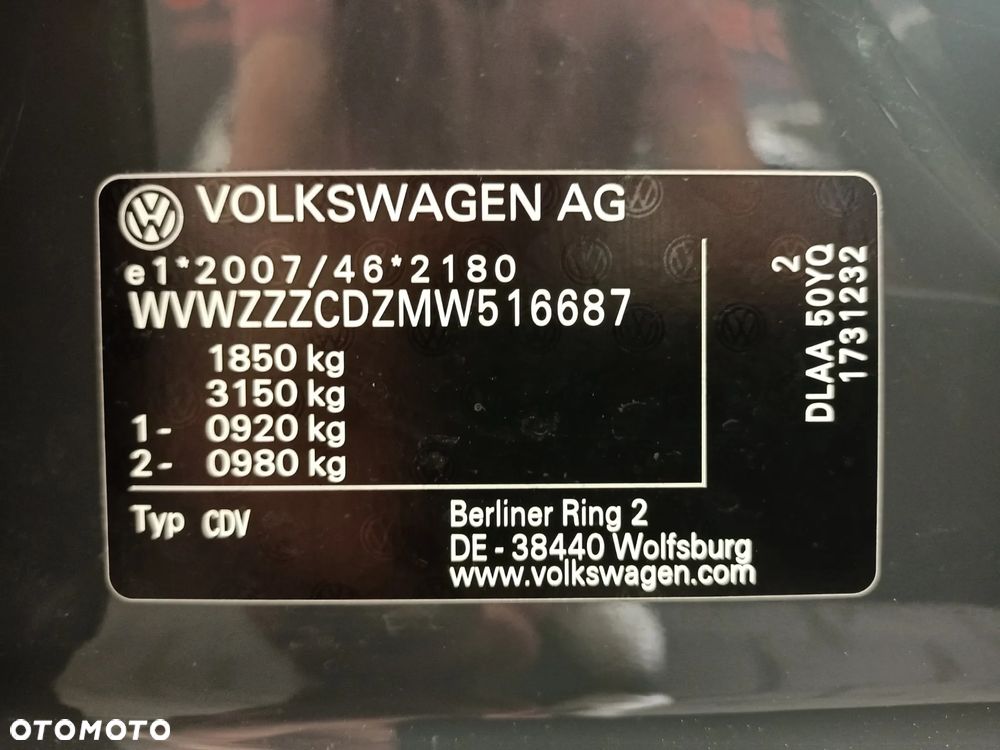 VOLKSWAGEN AG
e1*2007/46*2180
WVWZZZCDZMW516687
1850 kg
3150 kg
1- 0920 kg
2- 0980 kg
Typ CDV
Berliner Ring 2
DE - 38440 Wolfsburg
www.volkswagen.com
2
DLAA 50YQ
1731232
OTOMOTO